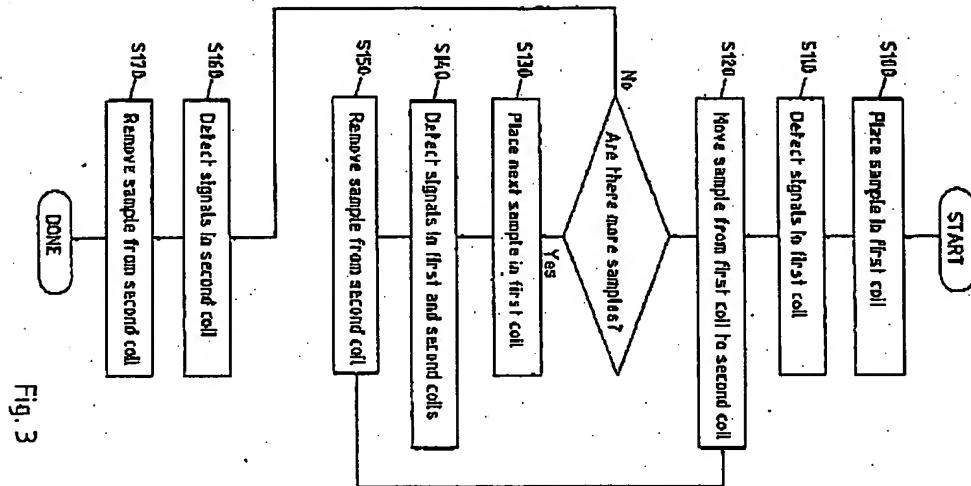 START
S100
Place sample in first coil
S110
Detect signals in first coil
S120
Move sample from first coil to second coil
Are there more samples?
No
Yes
S130
Place next sample in first coil
S140
Detect signals in first and second coils
S150
Remove sample from second coil
S160
Detect signals in second coil
S170
Remove sample from second coil
DONE
Fig. 3